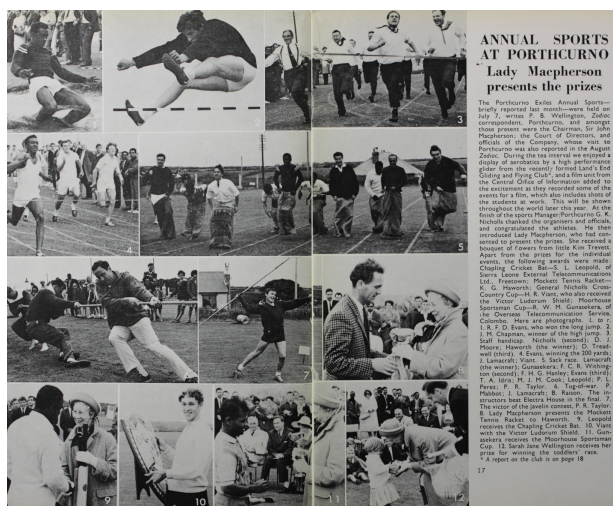 ANNUAL SPORTS
AT PORTHCURNO
Lady Macpherson
presents the prizes
The Porthcurno Exiles Annual Sports—
briefly reported last month—were held on
July 7, writes P. B. Wellington, Zodiac
correspondent, Porthcurno, and amongst
those present were the Chairman, Sir John
Macpherson; the Court of Directors, and
officials of the Company, whose visit to
Porthcurno was also reported in the August
Zodiac. During the tea interval we enjoyed a
display of aerobatics by a high performance
glider from the recently formed Land's End
Gliding and Flying Club*, and a film unit from
the Central Office of Information added to
the excitement as they recorded some of the
events for a film, which also includes shots of
the students at work. This will be shown
throughout the world later this year. At the
finish of the sports Manager/Porthcurno G. K.
Nicholls thanked the organisers and officials,
and congratulated the athletes. He then
introduced Lady Macpherson, who had con-
sented to present the prizes. She received a
bouquet of flowers from little Kim Trevett.
Apart from the prizes for the individual
events, the following awards were made:
Chapling Cricket Bat—S. L. Leopold, of
Sierra Leone External Telecommunications
Ltd., Freetown; Mockett Tennis Racket—
K. G. Haworth; General Nicholls Cross-
Country Cup—H. R. Viant, who also received
the Victor Ludorum Shield; Moorhouse
Sportsman Cup—R. W. M. Gunasekera, of
the Overseas Telecommunication Service,
Colombo. Here are photographs. L. to r.
1. R. F. D. Evans, who won the long jump. 2.
J. M. Chapman, winner of the high jump. 3.
Staff handicap. Nicholls (second); D. J.
Moore; Haworth (the winner); D. Tread-
well (third). 4. Evans, winning the 200 yards;
J. Lamacraft; Viant. 5. Sack race. Lamacraft
(the winner); Gunasekera; F. C. R. Withing-
ton (second); F. H. G. Hanley; Evans (third);
T. A. Idris; M. J. M. Cook; Leopold; P. L.
Perez; P. R. Taylor. 6. Tug-of-war. P.
Mabbos; J. Lamacraft; B. Raison. The in-
structors beat Electra House in the final. 7.
The victor of the javelin contest, P. R. Taylor.
8. Lady Macpherson presents the Mockett
Tennis Racket to Haworth. 9. Leopold
receives the Chapling Cricket Bat. 10. Viant
with the Victor Ludorum Shield. 11. Gun-
asekera receives the Moorhouse Sportsman
Cup. 12. Sarah Jane Wellington receives her
prize for winning the toddlers' race.
* A report on the club is on page 18
17
3
4
5
9
10
11
12